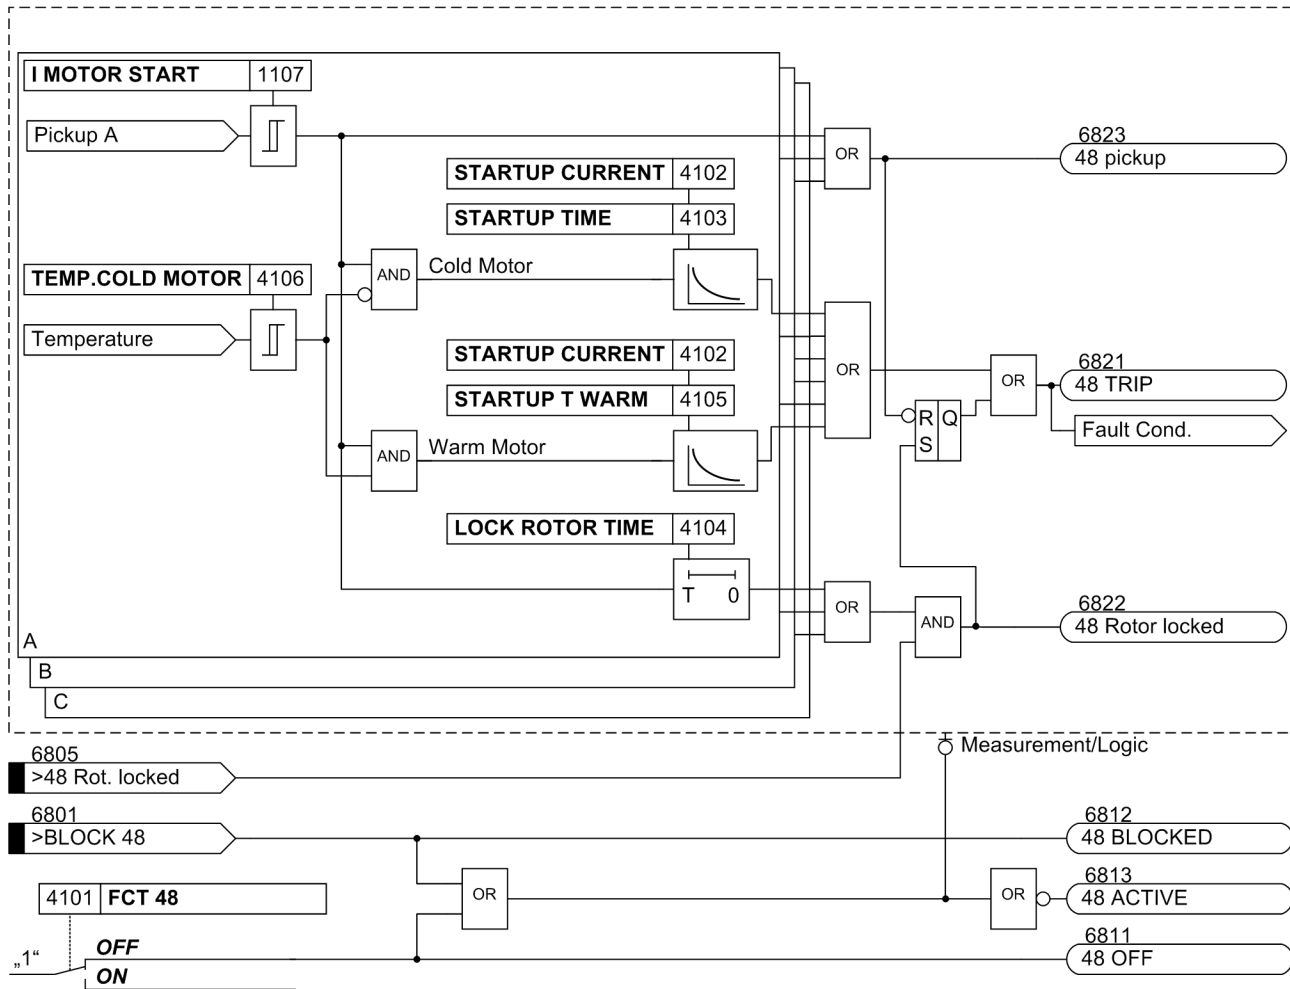 I MOTOR START 1107
Pickup A
OR
6823
48 pickup
STARTUP CURRENT 4102
STARTUP TIME 4103
TEMP.COLD MOTOR 4106
AND
Cold Motor
Temperature
STARTUP CURRENT 4102
STARTUP T WARM 4105
OR
OR
6821
48 TRIP
R Q
S
Fault Cond.
AND
Warm Motor
LOCK ROTOR TIME 4104
T 0
OR
AND
6822
48 Rotor locked
A
B
C
Measurement/Logic
6805
>48 Rot. locked
6801
>BLOCK 48
6812
48 BLOCKED
4101 FCT 48
OR
OR
6813
48 ACTIVE
6811
48 OFF
„1“
OFF
ON